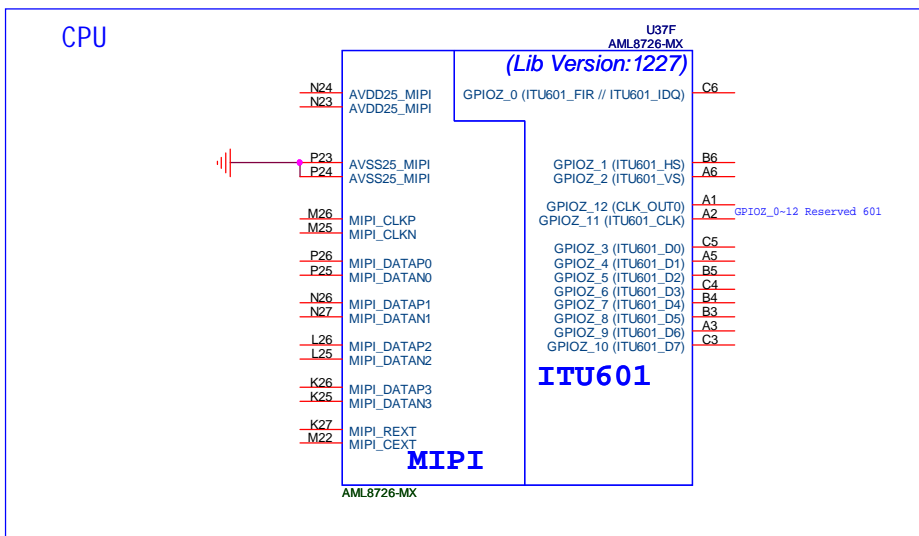 CPU
U37F
AML8726-MX
(Lib Version:1227)
N24 AVDD25_MIPI
N23 AVDD25_MIPI
P23 AVSS25_MIPI
P24 AVSS25_MIPI
M26 MIPI_CLKP
M25 MIPI_CLKN
P26 MIPI_DATAP0
P25 MIPI_DATAN0
N26 MIPI_DATAP1
N27 MIPI_DATAN1
L26 MIPI_DATAP2
L25 MIPI_DATAN2
K26 MIPI_DATAP3
K25 MIPI_DATAN3
K27 MIPI_REXT
M22 MIPI_CEXT
MIPI
GPIOZ_0 (ITU601_FIR // ITU601_IDQ) C6
GPIOZ_1 (ITU601_HS) B6
GPIOZ_2 (ITU601_VS) A6
GPIOZ_12 (CLK_OUT0) A1
GPIOZ_11 (ITU601_CLK) A2
GPIOZ_0~12 Reserved 601
GPIOZ_3 (ITU601_D0) C5
GPIOZ_4 (ITU601_D1) A5
GPIOZ_5 (ITU601_D2) B5
GPIOZ_6 (ITU601_D3) C4
GPIOZ_7 (ITU601_D4) B4
GPIOZ_8 (ITU601_D5) B3
GPIOZ_9 (ITU601_D6) A3
GPIOZ_10 (ITU601_D7) C3
ITU601
AML8726-MX